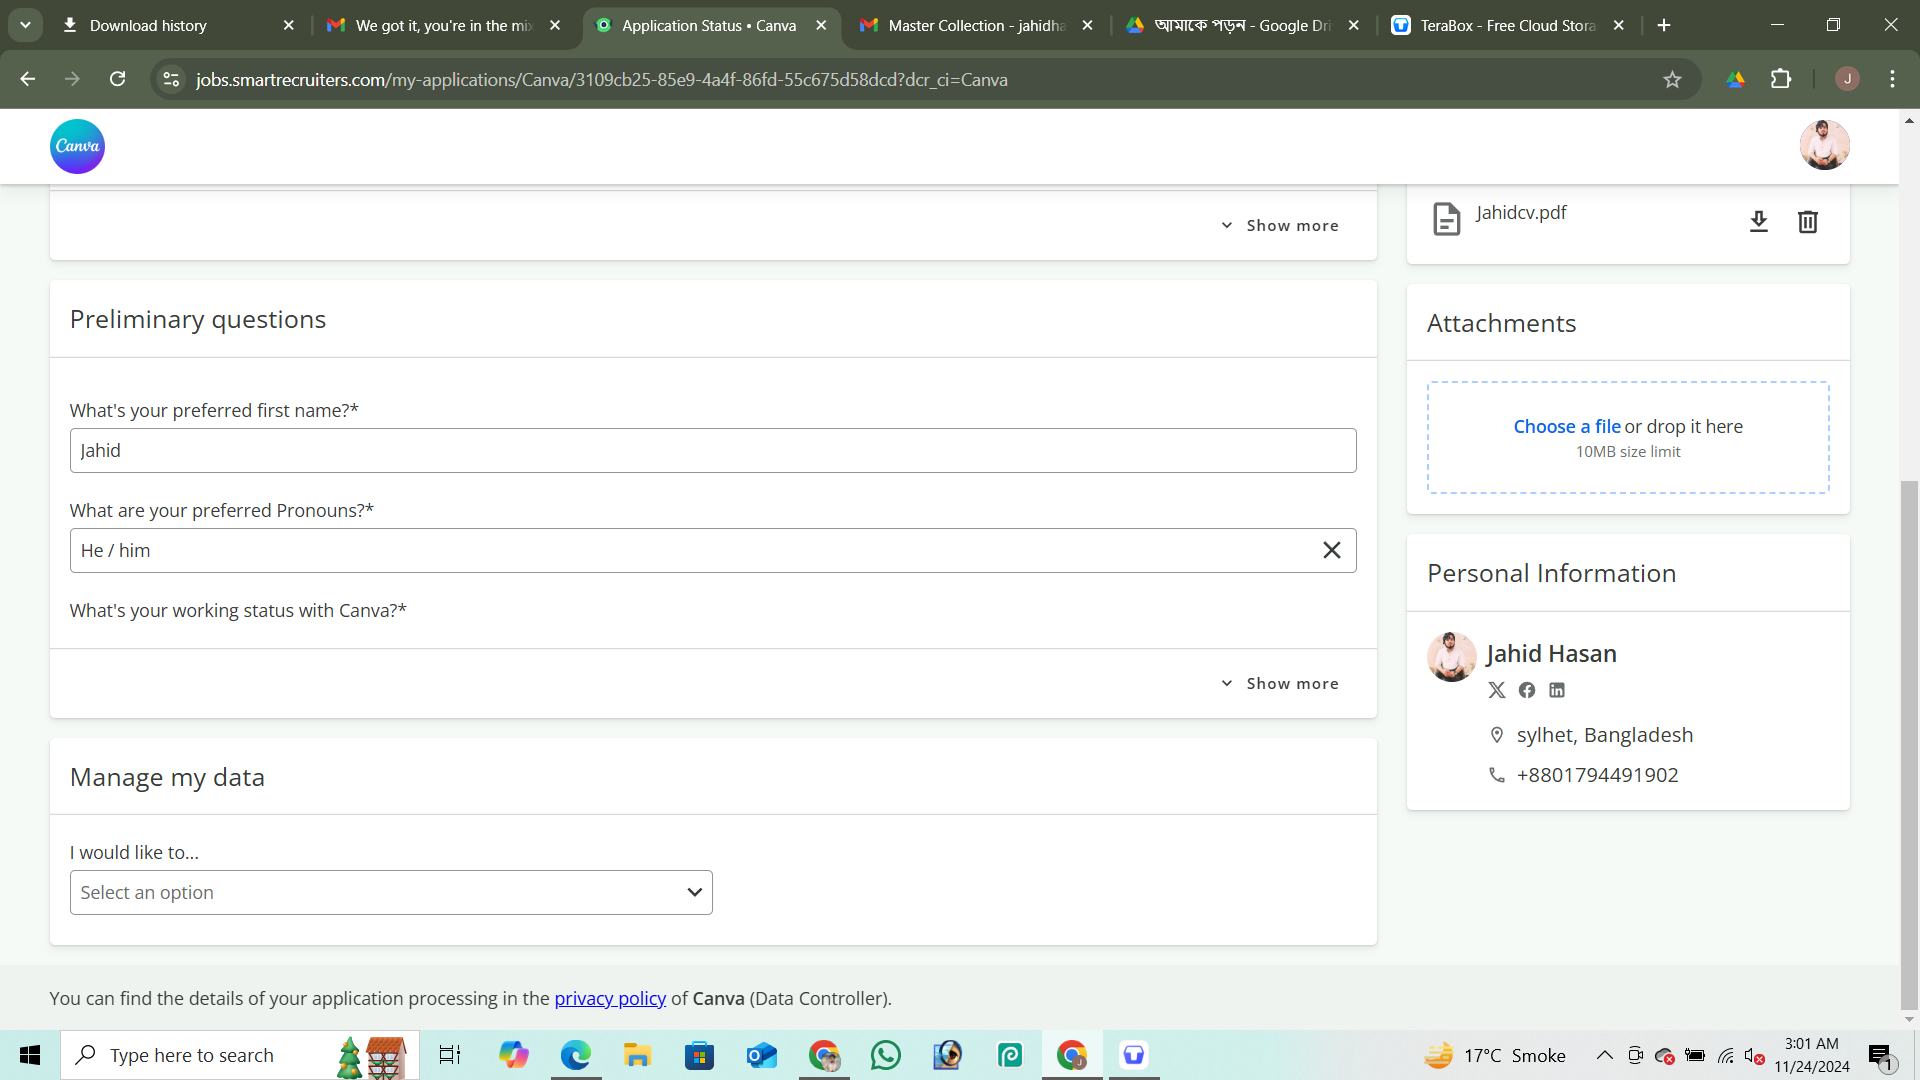 Download history
We got it, you're in the mix
Application Status • Canva
Master Collection - jahidha
আমাকে পড়ন - Google Dri
TeraBox - Free Cloud Stora
jobs.smartrecruiters.com/my-applications/Canva/3109cb25-85e9-4a4f-86fd-55c675d58dcd?dcr_ci=Canva
J
Canva
Show more
Jahidcv.pdf
Preliminary questions
What's your preferred first name?*
Jahid
What are your preferred Pronouns?*
He / him
What's your working status with Canva?*
Show more
Attachments
Choose a file or drop it here
10MB size limit
Personal Information
Jahid Hasan
sylhet, Bangladesh
+8801794491902
Manage my data
I would like to...
Select an option
You can find the details of your application processing in the privacy policy of Canva (Data Controller).
Type here to search
17°C Smoke
3:01 AM
11/24/2024
1